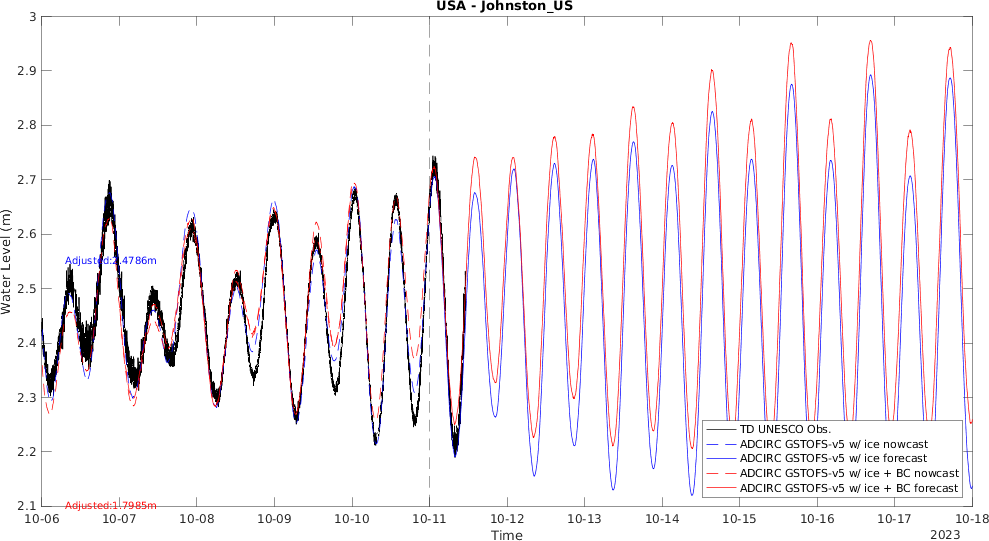 USA - Johnston_US
3
2.9
2.8
2.7
2.6
2.5
2.4
2.3
2.2
2.1
Water Level (m)
Adjusted:2.4786m
Adjusted:1.7985m
TD UNESCO Obs.
ADCIRC GSTOFS-v5 w/ ice nowcast
ADCIRC GSTOFS-v5 w/ ice forecast
ADCIRC GSTOFS-v5 w/ ice + BC nowcast
ADCIRC GSTOFS-v5 w/ ice + BC forecast
10-06 10-07 10-08 10-09 10-10 10-11 10-12 10-13 10-14 10-15 10-16 10-17 10-18
Time
2023